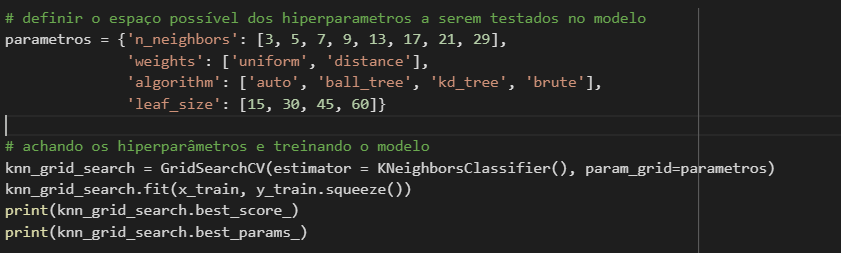 # definir o espaço possível dos hiperparametros a serem testados no modelo
parametros = {'n_neighbors': [3, 5, 7, 9, 13, 17, 21, 29],
              'weights': ['uniform', 'distance'],
              'algorithm': ['auto', 'ball_tree', 'kd_tree', 'brute'],
              'leaf_size': [15, 30, 45, 60]}
# achando os hiperparâmetros e treinando o modelo
knn_grid_search = GridSearchCV(estimator = KNeighborsClassifier(), param_grid=parametros)
knn_grid_search.fit(x_train, y_train.squeeze())
print(knn_grid_search.best_score_)
print(knn_grid_search.best_params_)